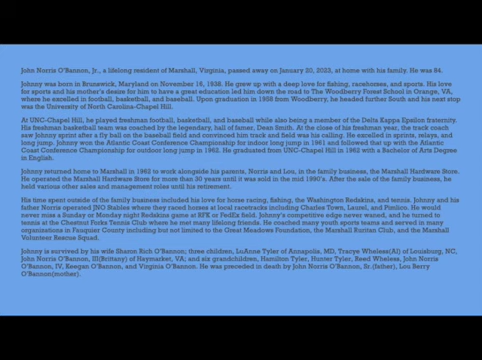 John Norris O'Bannon, Jr., a lifelong resident of Marshall, Virginia, passed away on January 20, 2023, at home with his family. He was 84.
Johnny was born in Brunswick, Maryland on November 16, 1938. He grew up with a deep love for fishing, racehorses, and sports. His love
for sports and his mother's desire for him to have a great education led him down the road to The Woodberry Forest School in Orange, VA,
where he excelled in football, basketball, and baseball. Upon graduation in 1958 from Woodberry, he headed further South and his next stop
was the University of North Carolina-Chapel Hill.
At UNC-Chapel Hill, he played freshman football, basketball, and baseball while also being a member of the Delta Kappa Epsilon fraternity.
His freshman basketball team was coached by the legendary, hall of famer, Dean Smith. At the close of his freshman year, the track coach
saw Johnny sprint after a fly ball on the baseball field and convinced him track and field was his calling. He excelled in sprints, relays, and
long jump. Johnny won the Atlantic Coast Conference Championship for indoor long jump in 1961 and followed that up with the Atlantic
Coast Conference Championship for outdoor long jump in 1962. He graduated from UNC-Chapel Hill in 1962 with a Bachelor of Arts Degree
in English.
Johnny returned home to Marshall in 1962 to work alongside his parents, Norris and Lou, in the family business, the Marshall Hardware Store.
He operated the Marshall Hardware Store for more than 30 years until it was sold in the mid 1990's. After the sale of the family business, he
held various other sales and management roles until his retirement.
His time spent outside of the family business included his love for horse racing, fishing, the Washington Redskins, and tennis. Johnny and his
father Norris operated JNO Stables where they raced horses at local racetracks including Charles Town, Laurel, and Pimlico. He would
never miss a Sunday or Monday night Redskins game at RFK or FedEx field. Johnny's competitive edge never waned, and he turned to
tennis at the Chestnut Forks Tennis Club where he met many lifelong friends. He coached many youth sports teams and served in many
organizations in Fauquier County including but not limited to the Great Meadows Foundation, the Marshall Ruritan Club, and the Marshall
Volunteer Rescue Squad.
Johnny is survived by his wife Sharon Rich O'Bannon; three children, LuAnne Tyler of Annapolis, MD, Tracye Wheless(Al) of Louisburg, NC,
John Norris O'Bannon, III(Brittany) of Haymarket, VA; and six grandchildren, Hamilton Tyler, Hunter Tyler, Reed Wheless, John Norris
O'Bannon, IV, Keegan O'Bannon, and Virginia O'Bannon. He was preceded in death by John Norris O'Bannon, Sr.(father), Lou Berry
O'Bannon(mother).